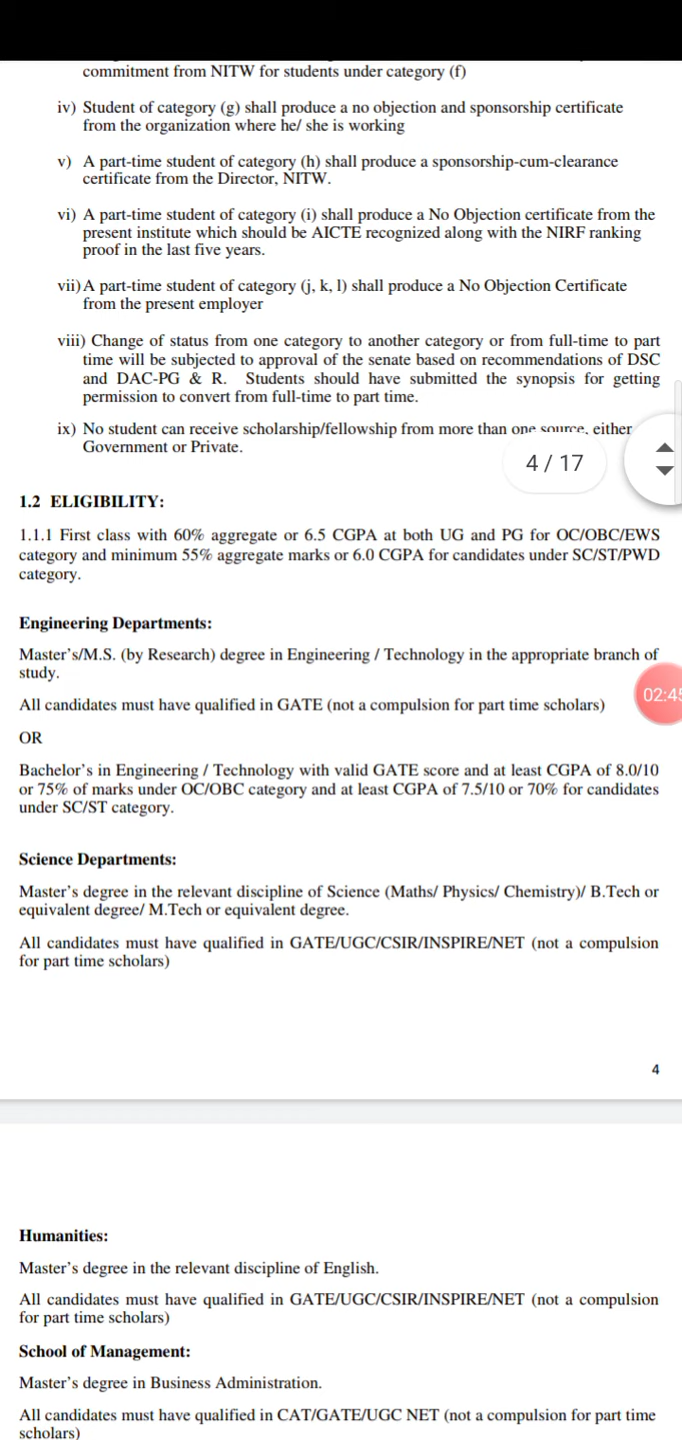 commitment from NITW for students under category (f)
iv) Student of category (g) shall produce a no objection and sponsorship certificate
from the organization where he/ she is working
v) A part-time student of category (h) shall produce a sponsorship-cum-clearance
certificate from the Director, NITW.
vi) A part-time student of category (i) shall produce a No Objection certificate from the
present institute which should be AICTE recognized along with the NIRF ranking
proof in the last five years.
vii) A part-time student of category (j, k, l) shall produce a No Objection Certificate
from the present employer
viii) Change of status from one category to another category or from full-time to part
time will be subjected to approval of the senate based on recommendations of DSC
and DAC-PG & R. Students should have submitted the synopsis for getting
permission to convert from full-time to part time.
ix) No student can receive scholarship/fellowship from more than one source, either
Government or Private.
4 / 17
1.2 ELIGIBILITY:
1.1.1 First class with 60% aggregate or 6.5 CGPA at both UG and PG for OC/OBC/EWS
category and minimum 55% aggregate marks or 6.0 CGPA for candidates under SC/ST/PWD
category.
Engineering Departments:
Master's/M.S. (by Research) degree in Engineering / Technology in the appropriate branch of
study.
02:45
All candidates must have qualified in GATE (not a compulsion for part time scholars)
OR
Bachelor's in Engineering / Technology with valid GATE score and at least CGPA of 8.0/10
or 75% of marks under OC/OBC category and at least CGPA of 7.5/10 or 70% for candidates
under SC/ST category.
Science Departments:
Master's degree in the relevant discipline of Science (Maths/ Physics/ Chemistry)/ B.Tech or
equivalent degree/ M.Tech or equivalent degree.
All candidates must have qualified in GATE/UGC/CSIR/INSPIRE/NET (not a compulsion
for part time scholars)
4
Humanities:
Master's degree in the relevant discipline of English.
All candidates must have qualified in GATE/UGC/CSIR/INSPIRE/NET (not a compulsion
for part time scholars)
School of Management:
Master's degree in Business Administration.
All candidates must have qualified in CAT/GATE/UGC NET (not a compulsion for part time
scholars)